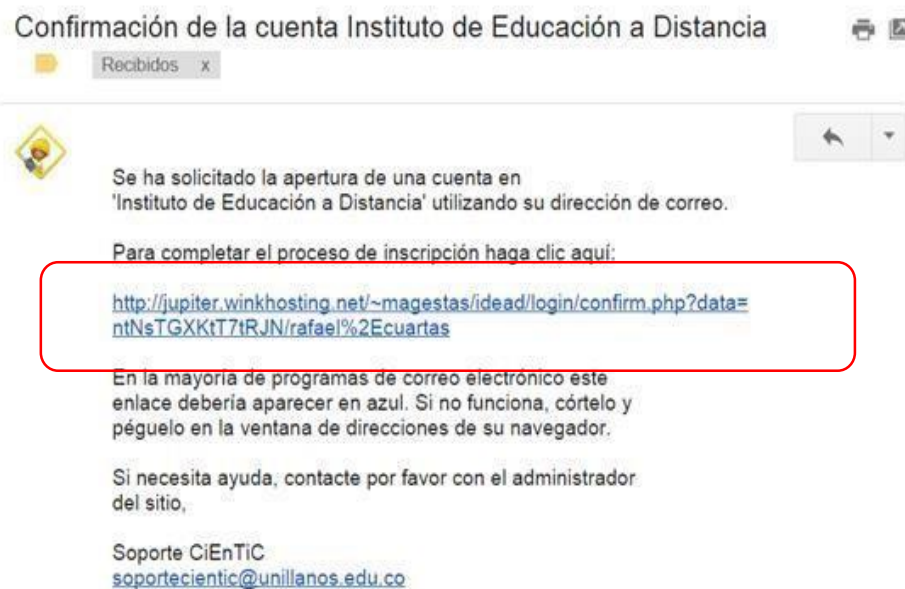 Confirmación de la cuenta Instituto de Educación a Distancia
Recibidos x
Se ha solicitado la apertura de una cuenta en
'Instituto de Educación a Distancia' utilizando su dirección de correo.
Para completar el proceso de inscripción haga clic aquí:
http://jupiter.winkhosting.net/~magestas/idead/login/confirm.php?data=
ntNsTGXKtT7tRJN/rafael%2Ecuartas
En la mayoría de programas de correo electrónico este
enlace debería aparecer en azul. Si no funciona, córtelo y
péguelo en la ventana de direcciones de su navegador.
Si necesita ayuda, contacte por favor con el administrador
del sitio,
Soporte CiEnTiC
soportecientic@unillanos.edu.co